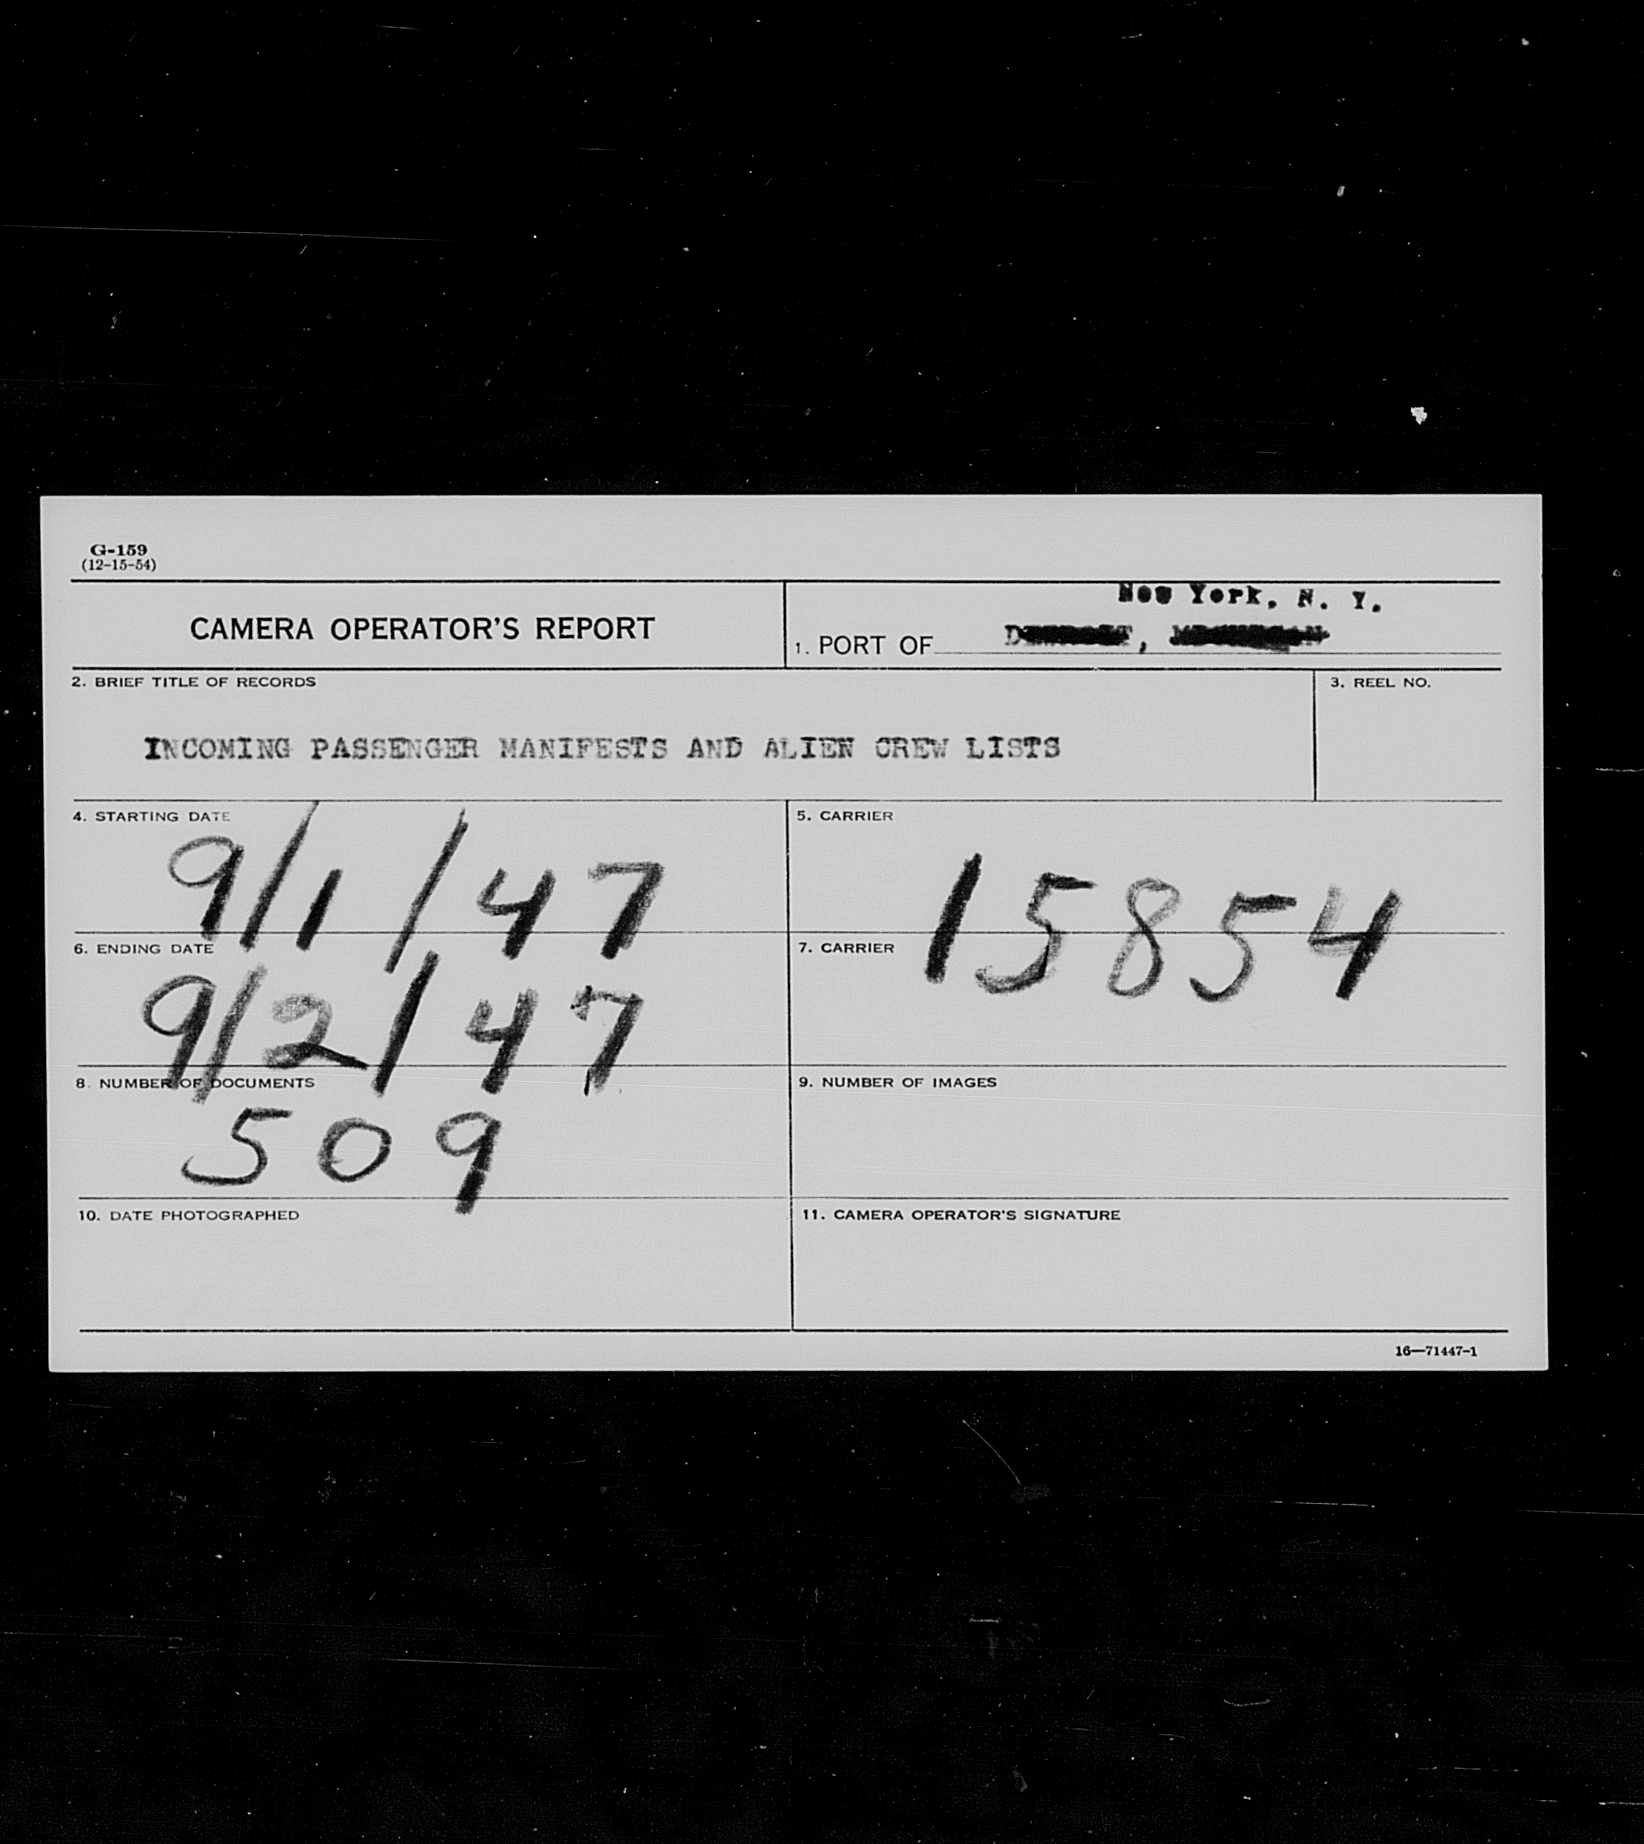 G-159
(12-15-54)
CAMERA OPERATOR'S REPORT
New York, N. Y.
1. PORT OF DETROIT, MICHIGAN
2. BRIEF TITLE OF RECORDS
3. REEL NO.
INCOMING PASSENGER MANIFESTS AND ALIEN CREW LISTS
4. STARTING DATE
9/1/47
5. CARRIER
15854
6. ENDING DATE
9/2/47
7. CARRIER
8. NUMBER OF DOCUMENTS
509
9. NUMBER OF IMAGES
10. DATE PHOTOGRAPHED
11. CAMERA OPERATOR'S SIGNATURE
16—71447-1